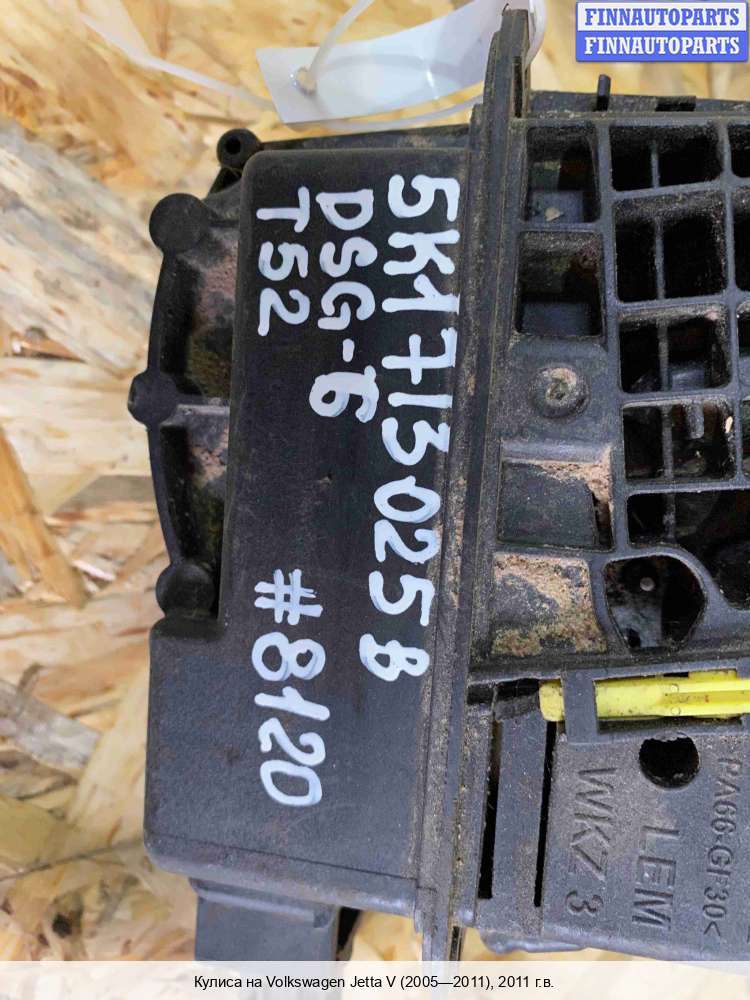 FINNAUTOPARTS
FINNAUTOPARTS
5K1713025B
DSG-6
T52
#8120
PA66-GF30<
LEM
WKZ 3
Кулиса на Volkswagen Jetta V (2005—2011), 2011 г.в.